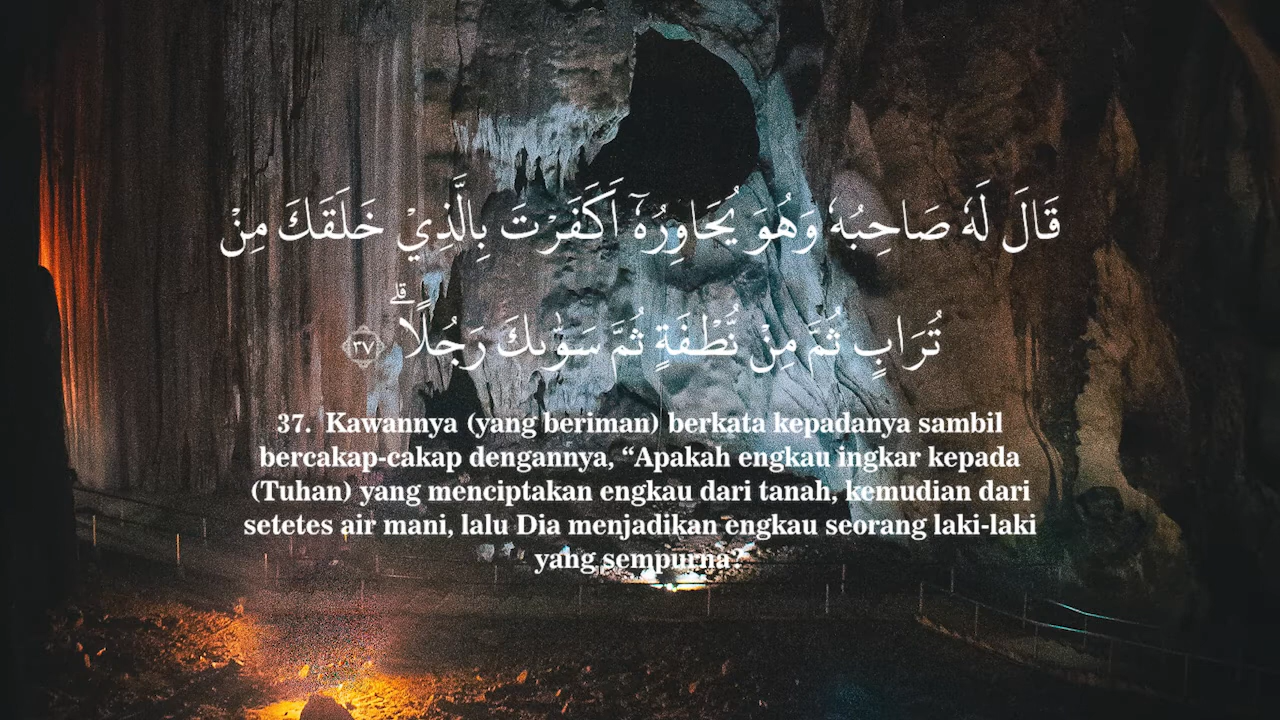 قَالَ لَهٗ صَاحِبُهٗ وَهُوَ يُحَاوِرُهٗٓ اَكَفَرْتَ بِالَّذِيْ خَلَقَكَ مِنْ
تُرَابٍ ثُمَّ مِنْ نُّطْفَةٍ ثُمَّ سَوّٰىكَ رَجُلًاۗ ٣٧
37. Kawannya (yang beriman) berkata kepadanya sambil
bercakap-cakap dengannya, “Apakah engkau ingkar kepada
(Tuhan) yang menciptakan engkau dari tanah, kemudian dari
setetes air mani, lalu Dia menjadikan engkau seorang laki-laki
yang sempurna?